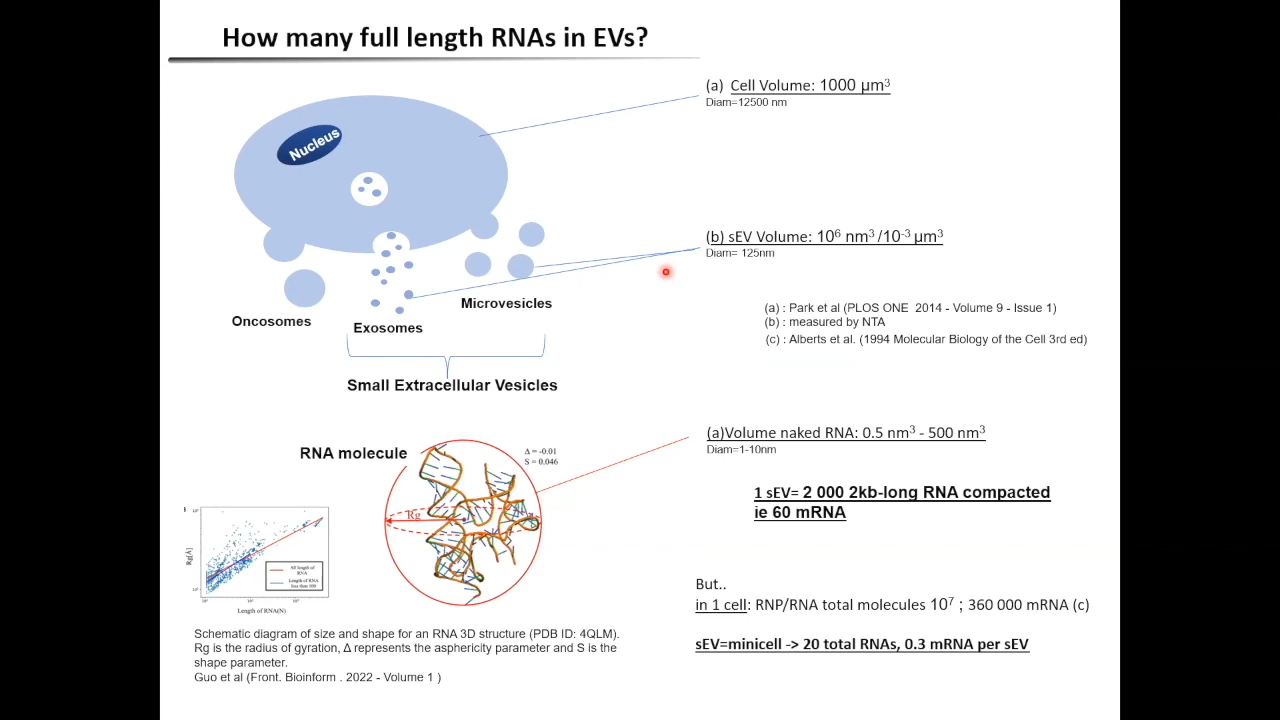 How many full length RNAs in EVs?
(a) Cell Volume: 1000 µm³
Diam=12500 nm
Nucleus
(b) sEV Volume: 10⁶ nm³ /10⁻³ µm³
Diam= 125nm
Oncosomes
Exosomes
Microvesicles
(a) : Park et al (PLOS ONE 2014 - Volume 9 - Issue 1)
(b) : measured by NTA
(c) : Alberts et al. (1994 Molecular Biology of the Cell 3rd ed)
Small Extracellular Vesicles
RNA molecule
Δ = -0.01
S = 0.046
Rg
(a)Volume naked RNA: 0.5 nm³ - 500 nm³
Diam=1-10nm
1 sEV= 2 000 2kb-long RNA compacted
ie 60 mRNA
Rg(Å)
All length of
RNA
Length of RNA
less than 500
Length of RNA(N)
But..
in 1 cell: RNP/RNA total molecules 10⁷ ; 360 000 mRNA (c)
sEV=minicell -> 20 total RNAs, 0.3 mRNA per sEV
Schematic diagram of size and shape for an RNA 3D structure (PDB ID: 4QLM).
Rg is the radius of gyration, Δ represents the asphericity parameter and S is the
shape parameter.
Guo et al (Front. Bioinform . 2022 - Volume 1 )